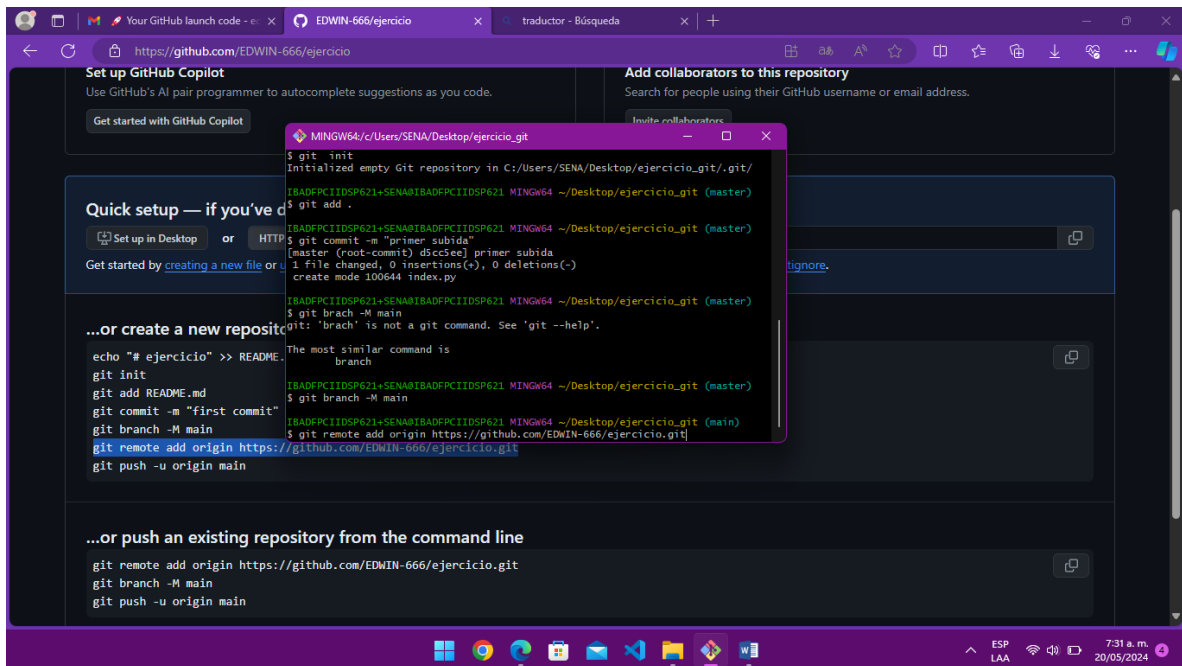 Your GitHub launch code - ec
EDWIN-666/ejercicio
traductor - Búsqueda
https://github.com/EDWIN-666/ejercicio
Set up GitHub Copilot
Use GitHub's AI pair programmer to autocomplete suggestions as you code.
Get started with GitHub Copilot
Add collaborators to this repository
Search for people using their GitHub username or email address.
Invite collaborators
MINGW64:/c/Users/SENA/Desktop/ejercicio_git
$ git  init
Initialized empty Git repository in C:/Users/SENA/Desktop/ejercicio_git/.git/
IBADFPCIIDSP621+SENA@IBADFPCIIDSP621 MINGW64 ~/Desktop/ejercicio_git (master)
$ git add .
IBADFPCIIDSP621+SENA@IBADFPCIIDSP621 MINGW64 ~/Desktop/ejercicio_git (master)
$ git commit -m "primer subida"
[master (root-commit) d5cc5ee] primer subida
1 file changed, 0 insertions(+), 0 deletions(-)
create mode 100644 index.py
IBADFPCIIDSP621+SENA@IBADFPCIIDSP621 MINGW64 ~/Desktop/ejercicio_git (master)
$ git brach -M main
git: 'brach' is not a git command. See 'git --help'.
The most similar command is
branch
IBADFPCIIDSP621+SENA@IBADFPCIIDSP621 MINGW64 ~/Desktop/ejercicio_git (master)
$ git branch -M main
IBADFPCIIDSP621+SENA@IBADFPCIIDSP621 MINGW64 ~/Desktop/ejercicio_git (main)
$ git remote add origin https://github.com/EDWIN-666/ejercicio.git
Quick setup — if you've d
Set up in Desktop or HTTP
Get started by creating a new file or u
tignore.
...or create a new reposito
echo "# ejercicio" >> README.
git init
git add README.md
git commit -m "first commit"
git branch -M main
git remote add origin https://github.com/EDWIN-666/ejercicio.git
git push -u origin main
...or push an existing repository from the command line
git remote add origin https://github.com/EDWIN-666/ejercicio.git
git branch -M main
git push -u origin main
ESP
LAA
7:31 a. m.
20/05/2024
4